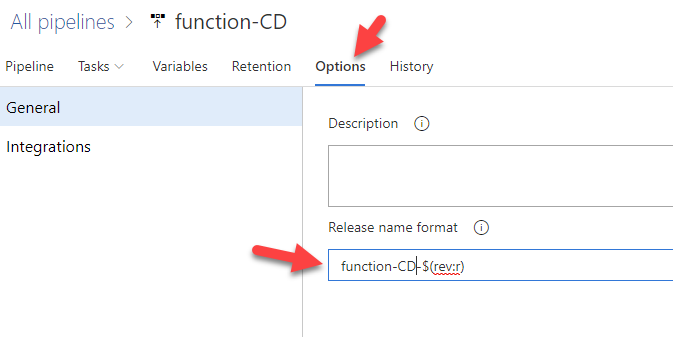 All pipelines > function-CD
Pipeline Tasks Variables Retention Options History
General
Integrations
Description
Release name format
function-CD-$(rev:r)